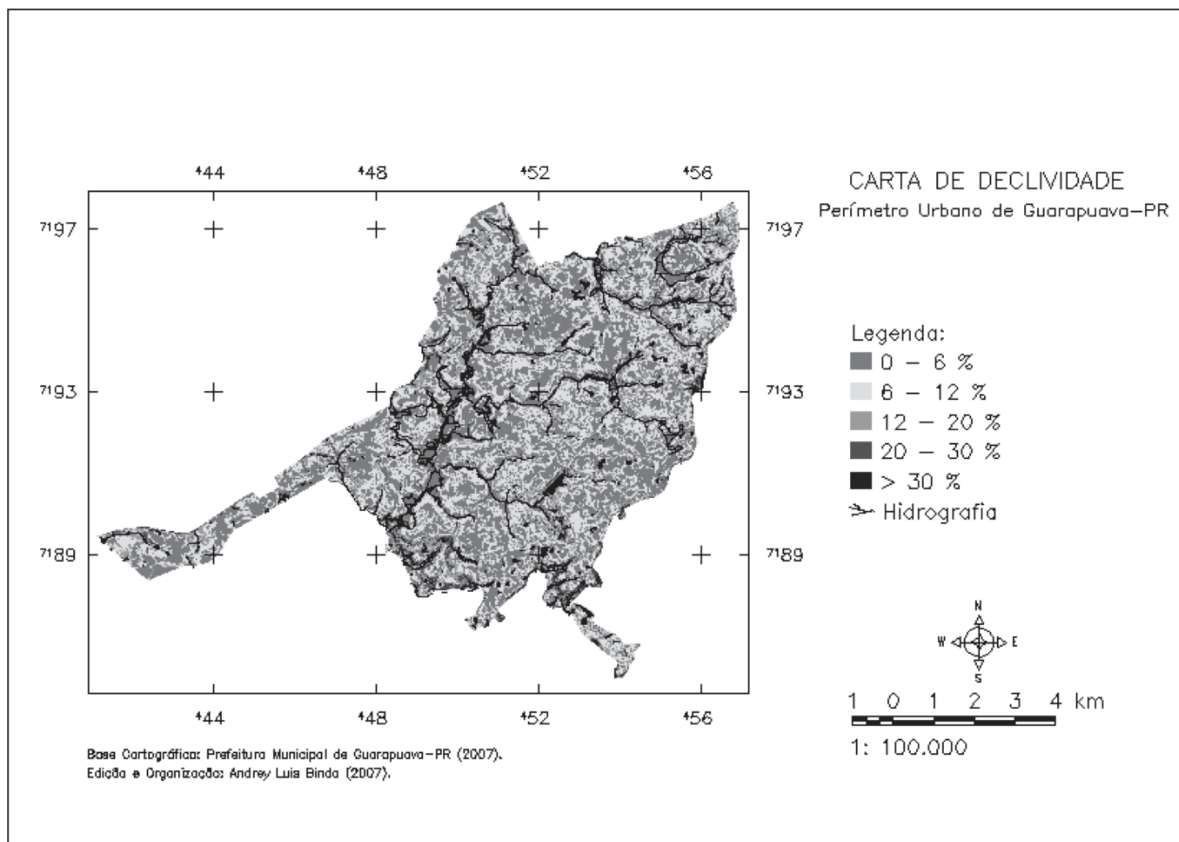 CARTA DE DECLIVIDADE
Perímetro Urbano de Guarapuava-PR
⁴44 ⁴48 ⁴52 ⁴56
⁷¹97 ⁷¹97
⁷¹93 ⁷¹93
⁷¹89 ⁷¹89
⁴44 ⁴48 ⁴52 ⁴56
Legenda:
0 - 6 %
6 - 12 %
12 - 20 %
20 - 30 %
> 30 %
Hidrografia
N
W E
S
1 0 1 2 3 4 km
1: 100.000
Base Cartográfica: Prefeitura Municipal de Guarapuava-PR (2007).
Edição e Organização: Andrey Luis Binda (2007).